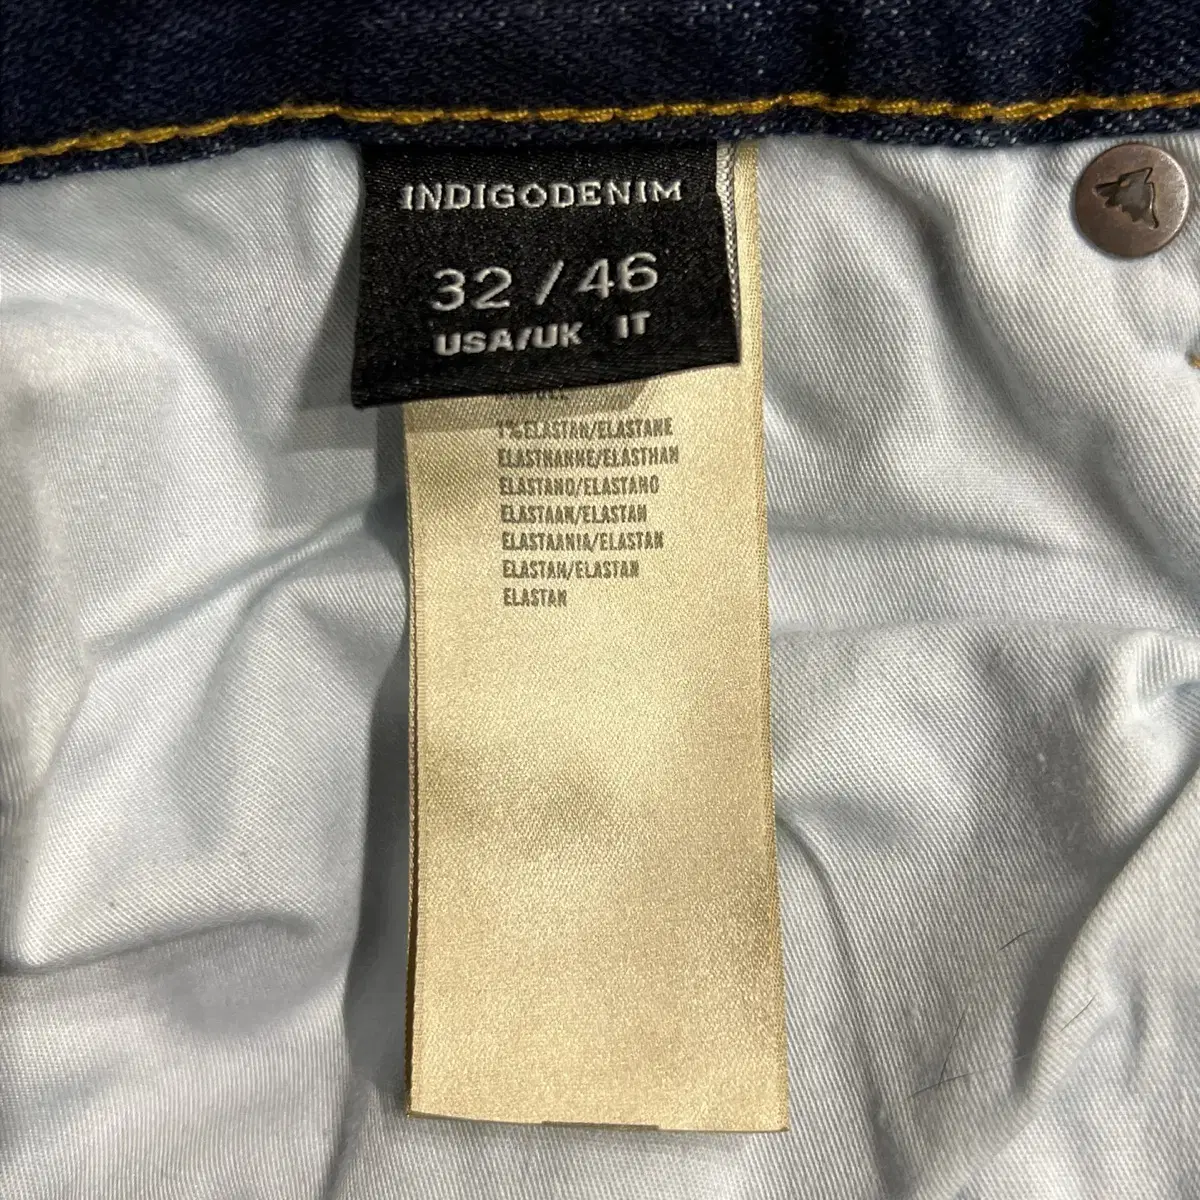 INDIGODENIM
32 / 46
USA/UK IT
1% ELASTAN/ELASTANE
ELASTHANNE/ELASTHAN
ELASTANO/ELASTANO
ELASTAAN/ELASTAN
ELASTAANIA/ELASTAN
ELASTAN/ELASTAN
ELASTAN